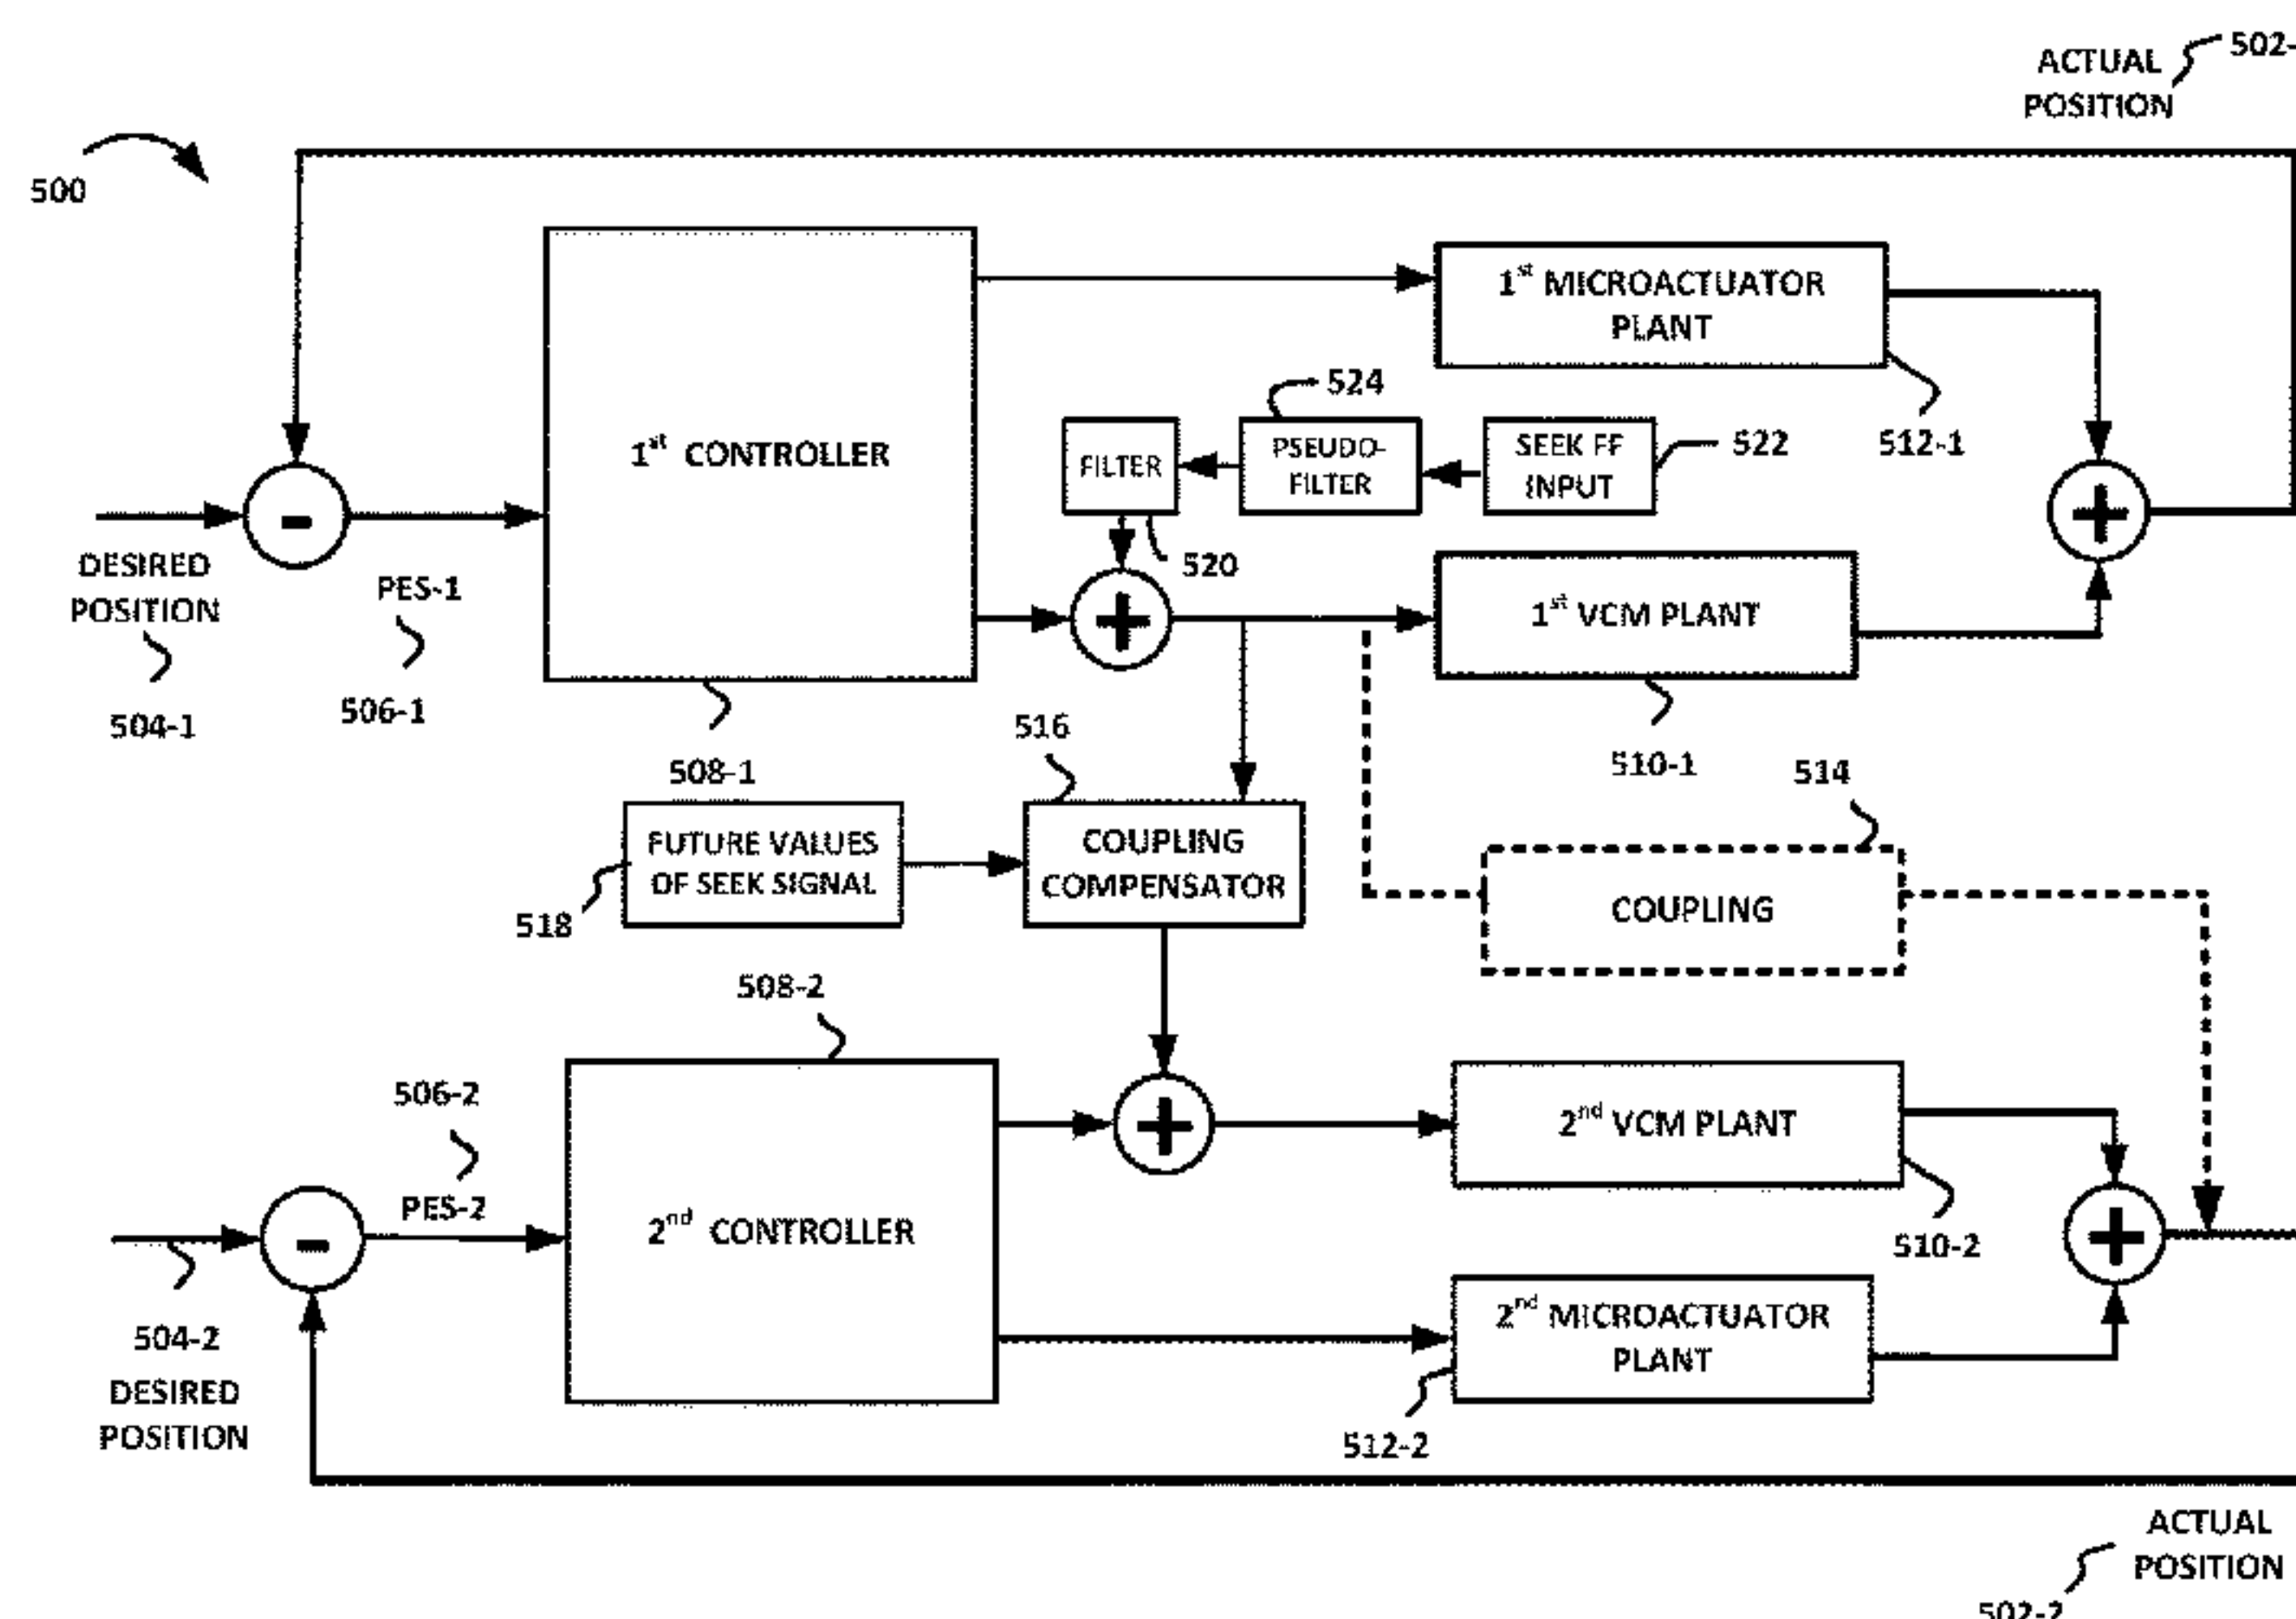 ACTUAL
POSITION
502-
500
1st MICROACTUATOR
PLANT
524
512-1
1st CONTROLLER
FILTER
PSEUDO-
FILTER
SEEK FF
INPUT
522
520
DESIRED
POSITION
504-1
PES-1
506-1
1st VCM PLANT
508-1
516
510-1
514
FUTURE VALUES
OF SEEK SIGNAL
518
COUPLING
COMPENSATOR
COUPLING
508-2
506-2
PES-2
2nd CONTROLLER
2nd VCM PLANT
510-2
504-2
DESIRED
POSITION
2nd MICROACTUATOR
PLANT
512-2
ACTUAL
POSITION
502-2